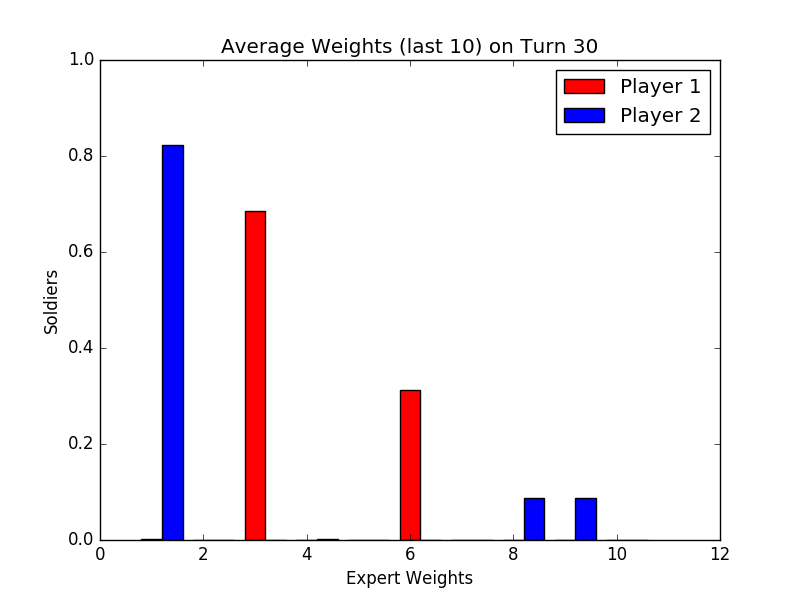 Average Weights (last 10) on Turn 30
1.0
0.8
0.6
0.4
0.2
0.0
Soldiers
Player 1
Player 2
0 2 4 6 8 10 12
Expert Weights